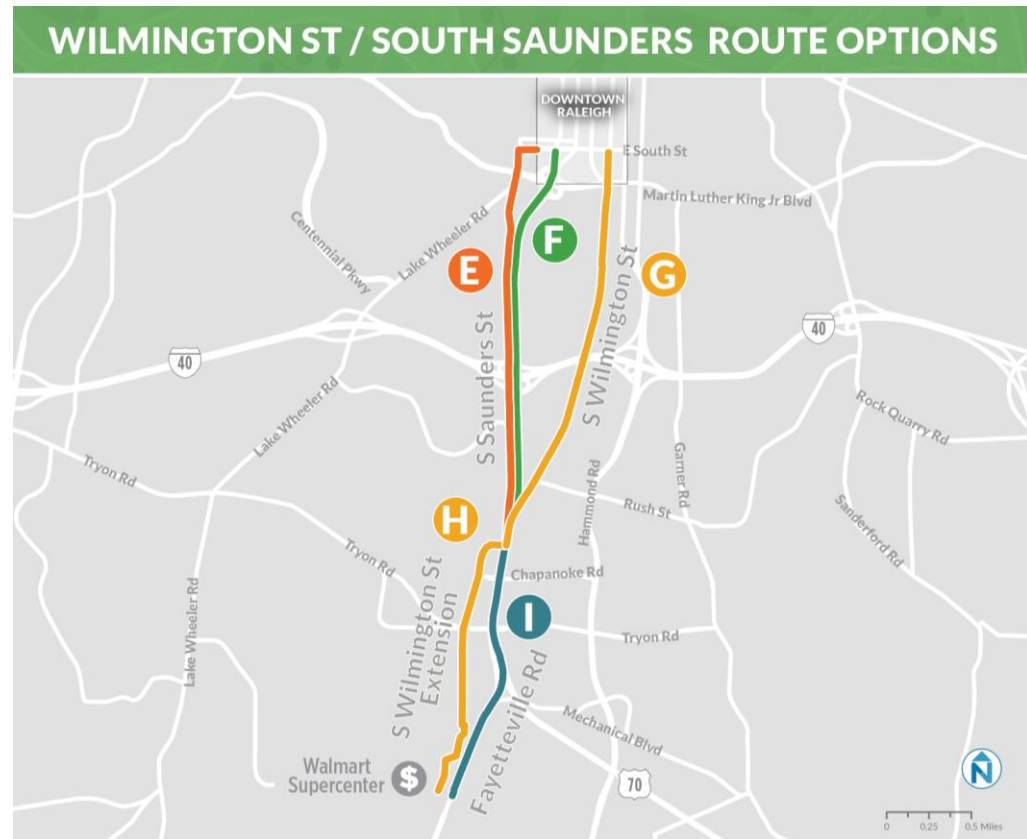 WILMINGTON ST / SOUTH SAUNDERS ROUTE OPTIONS
DOWNTOWN
RALEIGH
E South St
Martin Luther King Jr Blvd
Centennial Pkwy
Lake Wheeler Rd
F
E
G
S Wilmington St
S Saunders St
40
40
Lake Wheeler Rd
Rock Quarry Rd
Tryon Rd
Garner Rd
Hammond Rd
Rush St
Sanderford Rd
H
Tryon Rd
Chapanoke Rd
S Wilmington St
Extension
I
Tryon Rd
Lake Wheeler Rd
Fayetteville Rd
Mechanical Blvd
Walmart
Supercenter
$
70
N
0 0.25 0.5 Miles